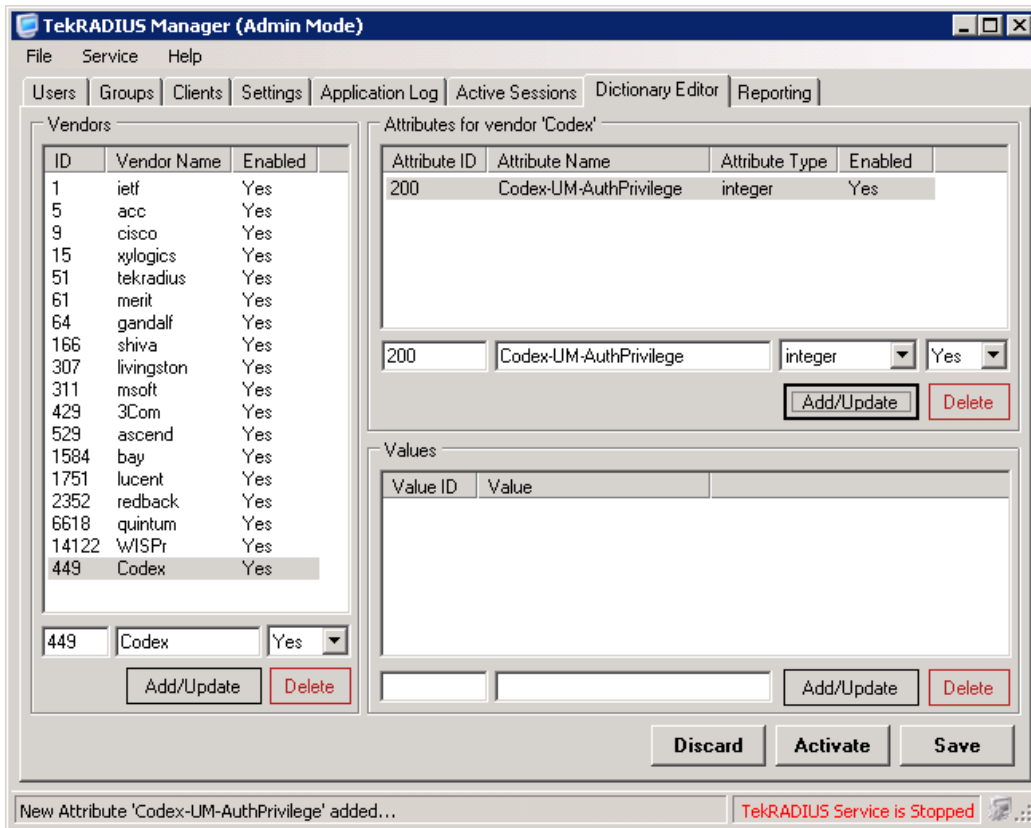 TekRADIUS Manager (Admin Mode)
File Service Help
Users Groups Clients Settings Application Log Active Sessions Dictionary Editor Reporting
Vendors
ID Vendor Name Enabled
1 ietf Yes
5 acc Yes
9 cisco Yes
15 xylogics Yes
51 tekradius Yes
61 merit Yes
64 gandalf Yes
166 shiva Yes
307 livingston Yes
311 msoft Yes
429 3Com Yes
529 ascend Yes
1584 bay Yes
1751 lucent Yes
2352 redback Yes
6618 quintum Yes
14122 WISPr Yes
449 Codex Yes
449 Codex Yes
Add/Update Delete
Attributes for vendor 'Codex'
Attribute ID Attribute Name Attribute Type Enabled
200 Codex-UM-AuthPrivilege integer Yes
200 Codex-UM-AuthPrivilege integer Yes
Add/Update Delete
Values
Value ID Value
Add/Update Delete
Discard Activate Save
New Attribute 'Codex-UM-AuthPrivilege' added... TekRADIUS Service is Stopped